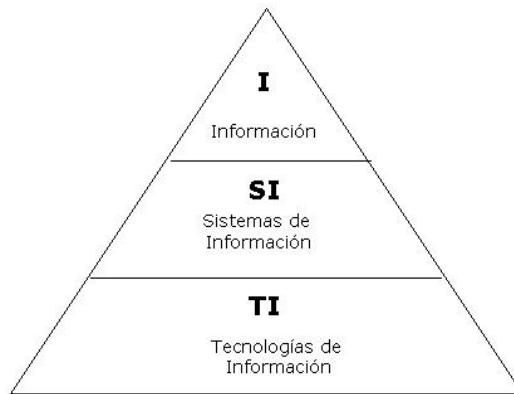 I
Información
SI
Sistemas de
Información
TI
Tecnologías de
Información